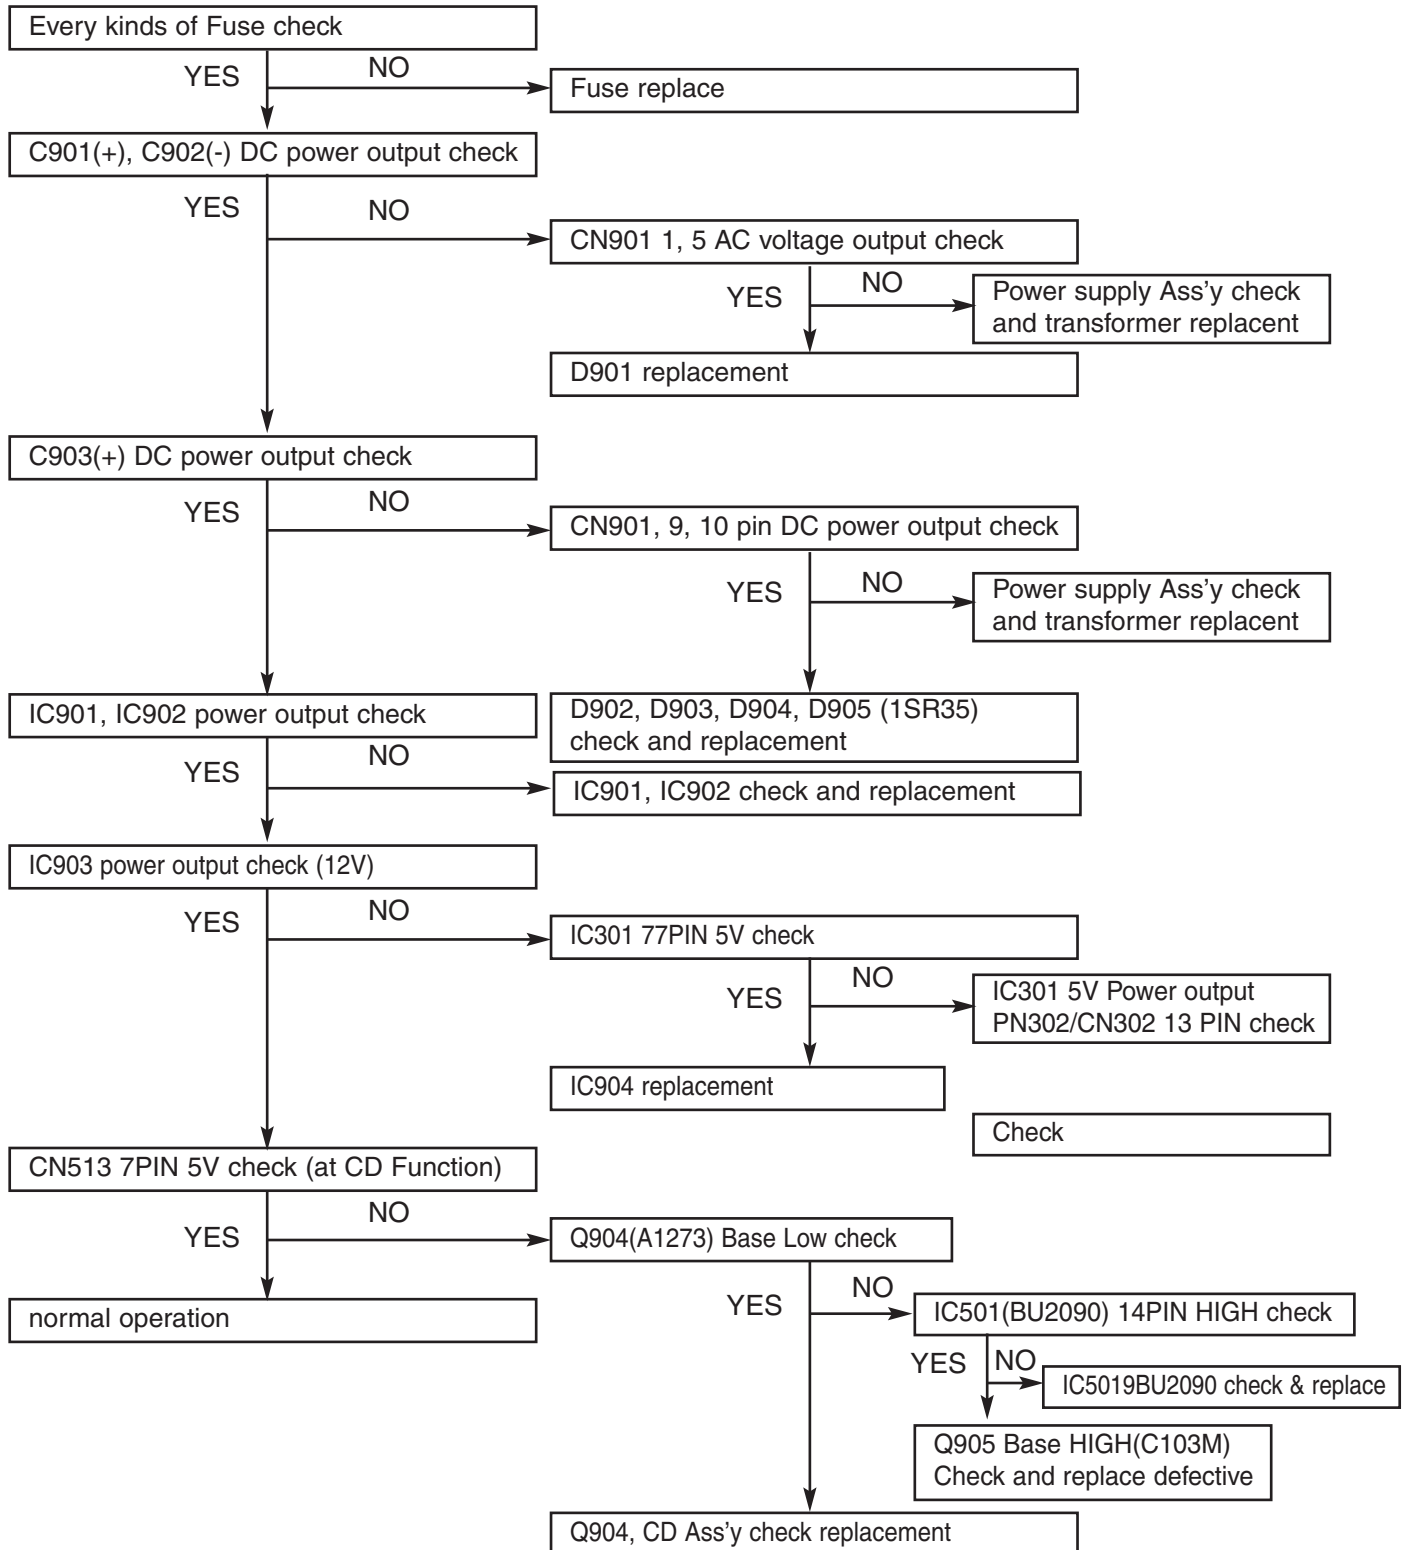 Every kinds of Fuse check
YES
NO
Fuse replace
C901(+), C902(-) DC power output check
YES
NO
CN901 1, 5 AC voltage output check
YES
NO
Power supply Ass'y check
and transformer replacent
D901 replacement
C903(+) DC power output check
YES
NO
CN901, 9, 10 pin DC power output check
YES
NO
Power supply Ass'y check
and transformer replacent
D902, D903, D904, D905 (1SR35)
check and replacement
IC901, IC902 power output check
YES
NO
IC901, IC902 check and replacement
IC903 power output check (12V)
YES
NO
IC301 77PIN 5V check
YES
NO
IC301 5V Power output
PN302/CN302 13 PIN check
IC904 replacement
Check
CN513 7PIN 5V check (at CD Function)
YES
NO
Q904(A1273) Base Low check
YES
NO
normal operation
IC501(BU2090) 14PIN HIGH check
YES
NO
IC5019BU2090 check & replace
Q905 Base HIGH(C103M)
Check and replace defective
Q904, CD Ass'y check replacement